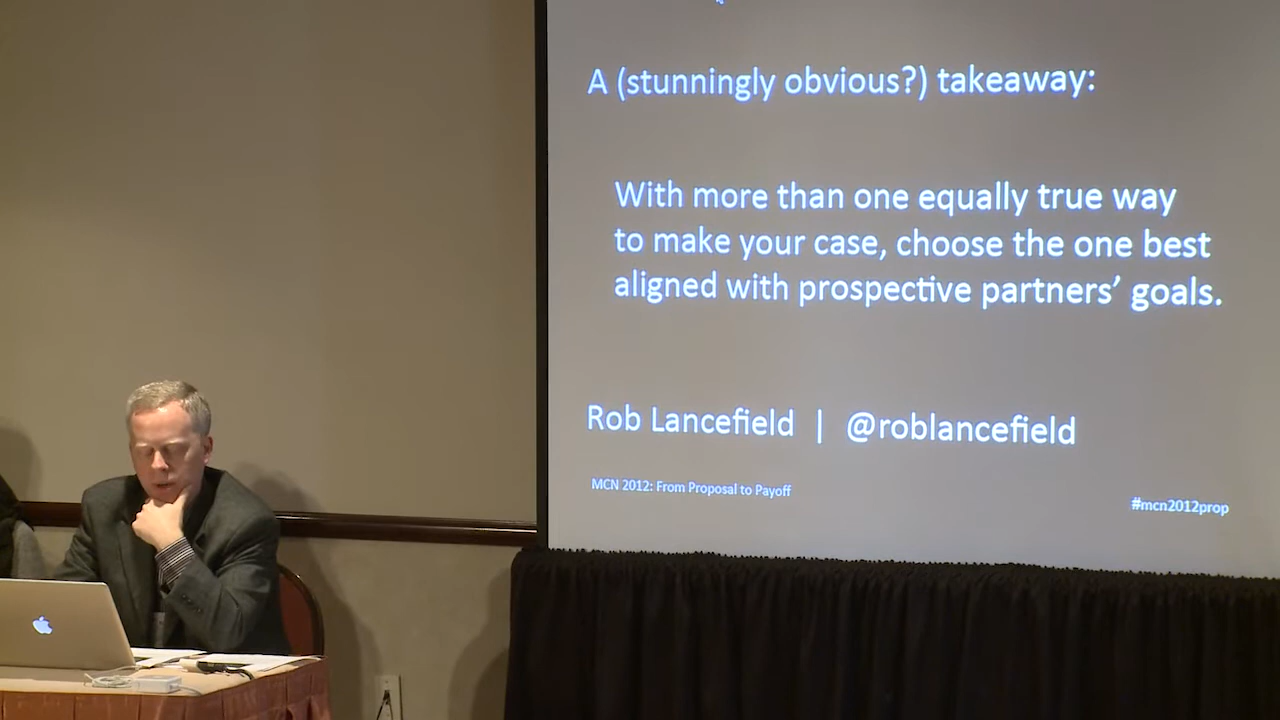 A (stunningly obvious?) takeaway:
With more than one equally true way
to make your case, choose the one best
aligned with prospective partners’ goals.
Rob Lancefield | @roblancefield
MCN 2012: From Proposal to Payoff
#mcn2012prop